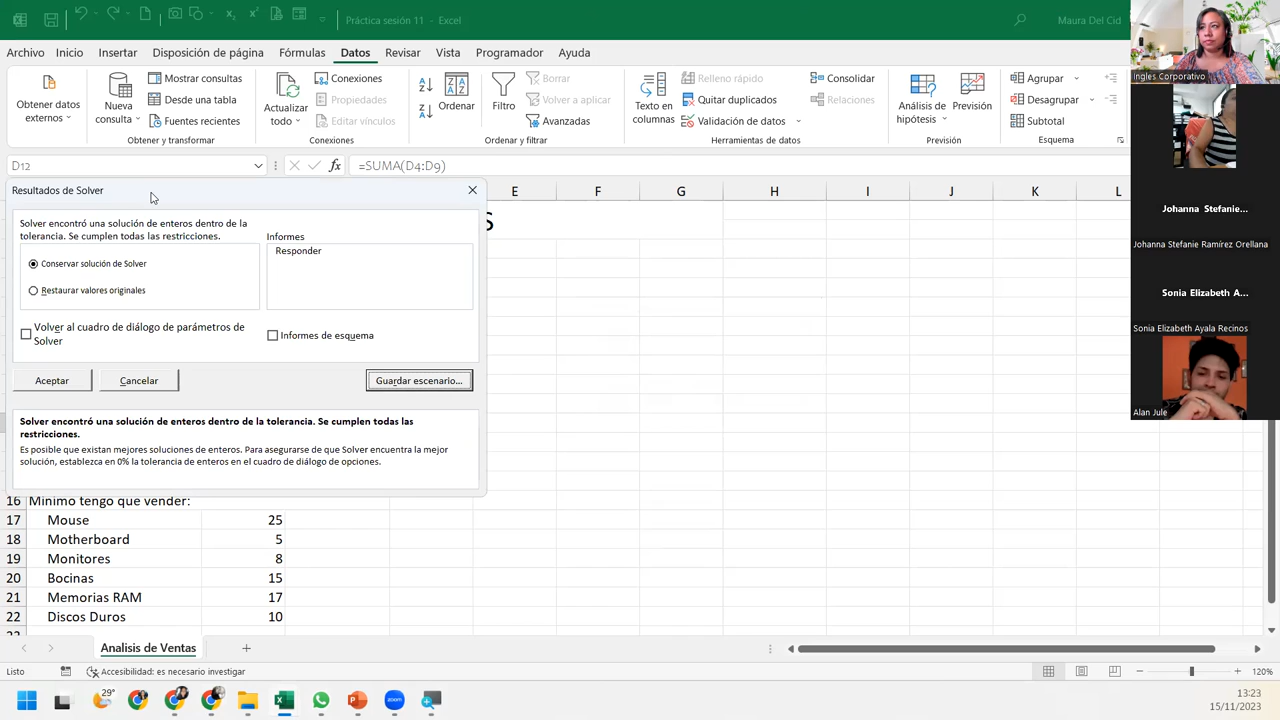 Práctica sesión 11 - Excel
Maura Del Cid
Archivo Inicio Insertar Disposición de página Fórmulas Datos Revisar Vista Programador Ayuda
Obtener datos externos
Nueva consulta
Mostrar consultas
Desde una tabla
Fuentes recientes
Obtener y transformar
Actualizar todo
Conexiones
Propiedades
Editar vínculos
Conexiones
Ordenar
Filtro
Borrar
Volver a aplicar
Avanzadas
Ordenar y filtrar
Texto en columnas
Relleno rápido
Quitar duplicados
Validación de datos
Consolidar
Relaciones
Herramientas de datos
Análisis de hipótesis
Previsión
Previsión
Agrupar
Desagrupar
Subtotal
Esquema
D12
fx
=SUMA(D4:D9)
E F G H I J K L
S
Resultados de Solver
Solver encontró una solución de enteros dentro de la
tolerancia. Se cumplen todas las restricciones.
Conservar solución de Solver
Restaurar valores originales
Informes
Responder
Volver al cuadro de diálogo de parámetros de
Solver
Informes de esquema
Aceptar
Cancelar
Guardar escenario...
Solver encontró una solución de enteros dentro de la tolerancia. Se cumplen todas las
restricciones.
Es posible que existan mejores soluciones de enteros. Para asegurarse de que Solver encuentra la mejor
solución, establezca en 0% la tolerancia de enteros en el cuadro de diálogo de opciones.
16 Minimo tengo que vender:
17 Mouse 25
18 Motherboard 5
19 Monitores 8
20 Bocinas 15
21 Memorias RAM 17
22 Discos Duros 10
Analisis de Ventas
Listo
Accesibilidad: es necesario investigar
120%
29°
zoom
13:23
15/11/2023
Ingles Corporativo
Johanna Stefanie...
Johanna Stefanie Ramírez Orellana
Sonia Elizabeth A...
Sonia Elizabeth Ayala Recinos
Alan Jule